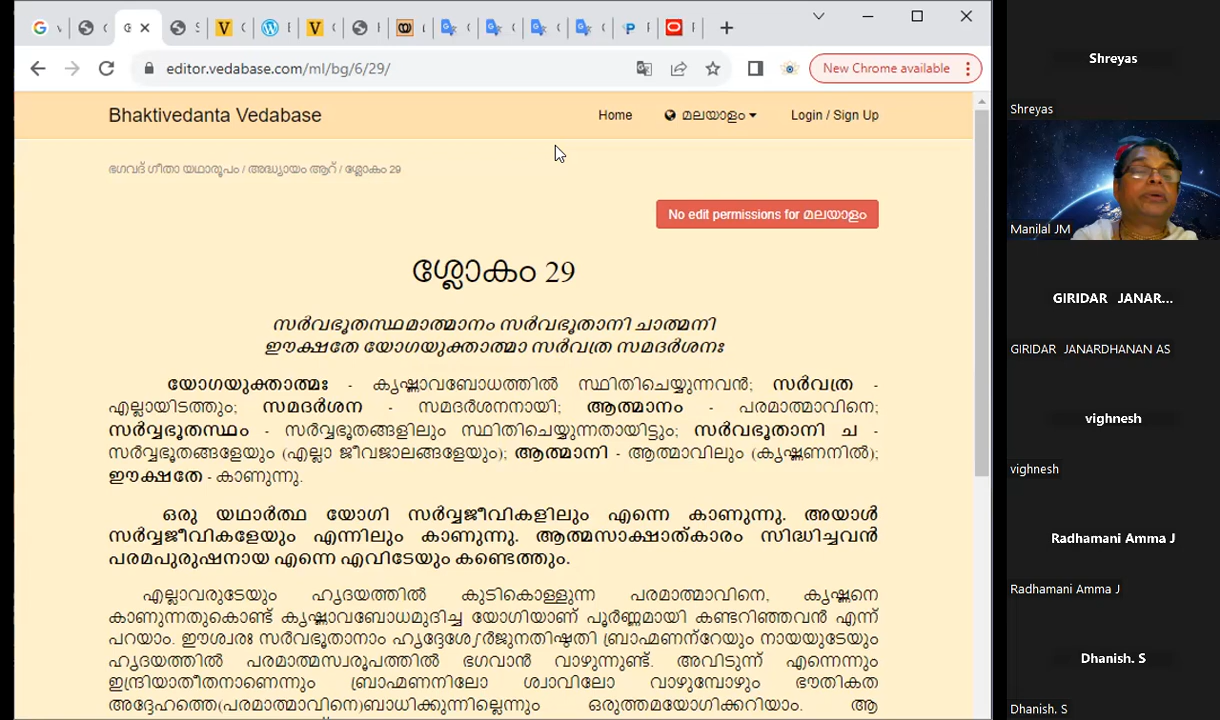 editor.vedabase.com/ml/bg/6/29/
New Chrome available
Bhaktivedanta Vedabase
Home
മലയാളം
Login / Sign Up
ഭഗവദ് ഗീതാ യഥാരൂപം / അദ്ധ്യായം ആറ് / ശ്ലോകം 29
No edit permissions for മലയാളം
ശ്ലോകം 29
സർവഭൂതസ്ഥമാത്മാനം സർവഭൂതാനി ചാത്മനി
ഈക്ഷതേ യോഗയുക്താത്മാ സർവത്ര സമദർശനഃ
യോഗയുക്താത്മഃ - കൃഷ്ണാവബോധത്തിൽ സ്ഥിതിചെയ്യുന്നവൻ; സർവത്ര -
എല്ലായിടത്തും; സമദർശന - സമദർശനനായി; ആത്മാനം - പരമാത്മാവിനെ;
സർവ്വഭൂതസ്ഥം - സർവ്വഭൂതങ്ങളിലും സ്ഥിതിചെയ്യുന്നതായിട്ടും; സർവഭൂതാനി ച -
സർവ്വഭൂതങ്ങളേയും (എല്ലാ ജീവജാലങ്ങളേയും); ആത്മാനി - ആത്മാവിലും (കൃഷ്ണനിൽ);
ഈക്ഷതേ - കാണുന്നു.
ഒരു യഥാർത്ഥ യോഗി സർവ്വജീവികളിലും എന്നെ കാണുന്നു. അയാൾ
സർവ്വജീവികളേയും എന്നിലും കാണുന്നു. ആത്മസാക്ഷാത്കാരം സിദ്ധിച്ചവൻ
പരമപുരുഷനായ എന്നെ എവിടേയും കണ്ടെത്തും.
എല്ലാവരുടേയും ഹൃദയത്തിൽ കുടികൊള്ളുന്ന പരമാത്മാവിനെ, കൃഷ്ണനെ
കാണുന്നതുകൊണ്ട് കൃഷ്ണാവബോധമുദിച്ച യോഗിയാണ് പൂർണ്ണമായി കണ്ടറിഞ്ഞവൻ എന്ന്
പറയാം. ഈശ്വരഃ സർവഭൂതാനാം ഹൃദ്ദേശേഽർജുനതിഷ്ഠതി ബ്രാഹ്മണന്റേയും നായയുടേയും
ഹൃദയത്തിൽ പരമാത്മസ്വരൂപത്തിൽ ഭഗവാൻ വാഴുന്നുണ്ട്. അവിടുന്ന് എന്നെന്നും
ഇന്ദ്രിയാതീതനാണെന്നും ബ്രാഹ്മണനിലോ ശ്വാവിലോ വാഴുമ്പോഴും ഭൗതികത
അദ്ദേഹത്തെ(പരമാത്മാവിനെ)ബാധിക്കുന്നില്ലെന്നും ഒരുത്തമയോഗിക്കറിയാം. ആ
Shreyas
Shreyas
Manilal JM
GIRIDAR JANAR...
GIRIDAR JANARDHANAN AS
vighnesh
vighnesh
Radhamani Amma J
Radhamani Amma J
Dhanish. S
Dhanish. S